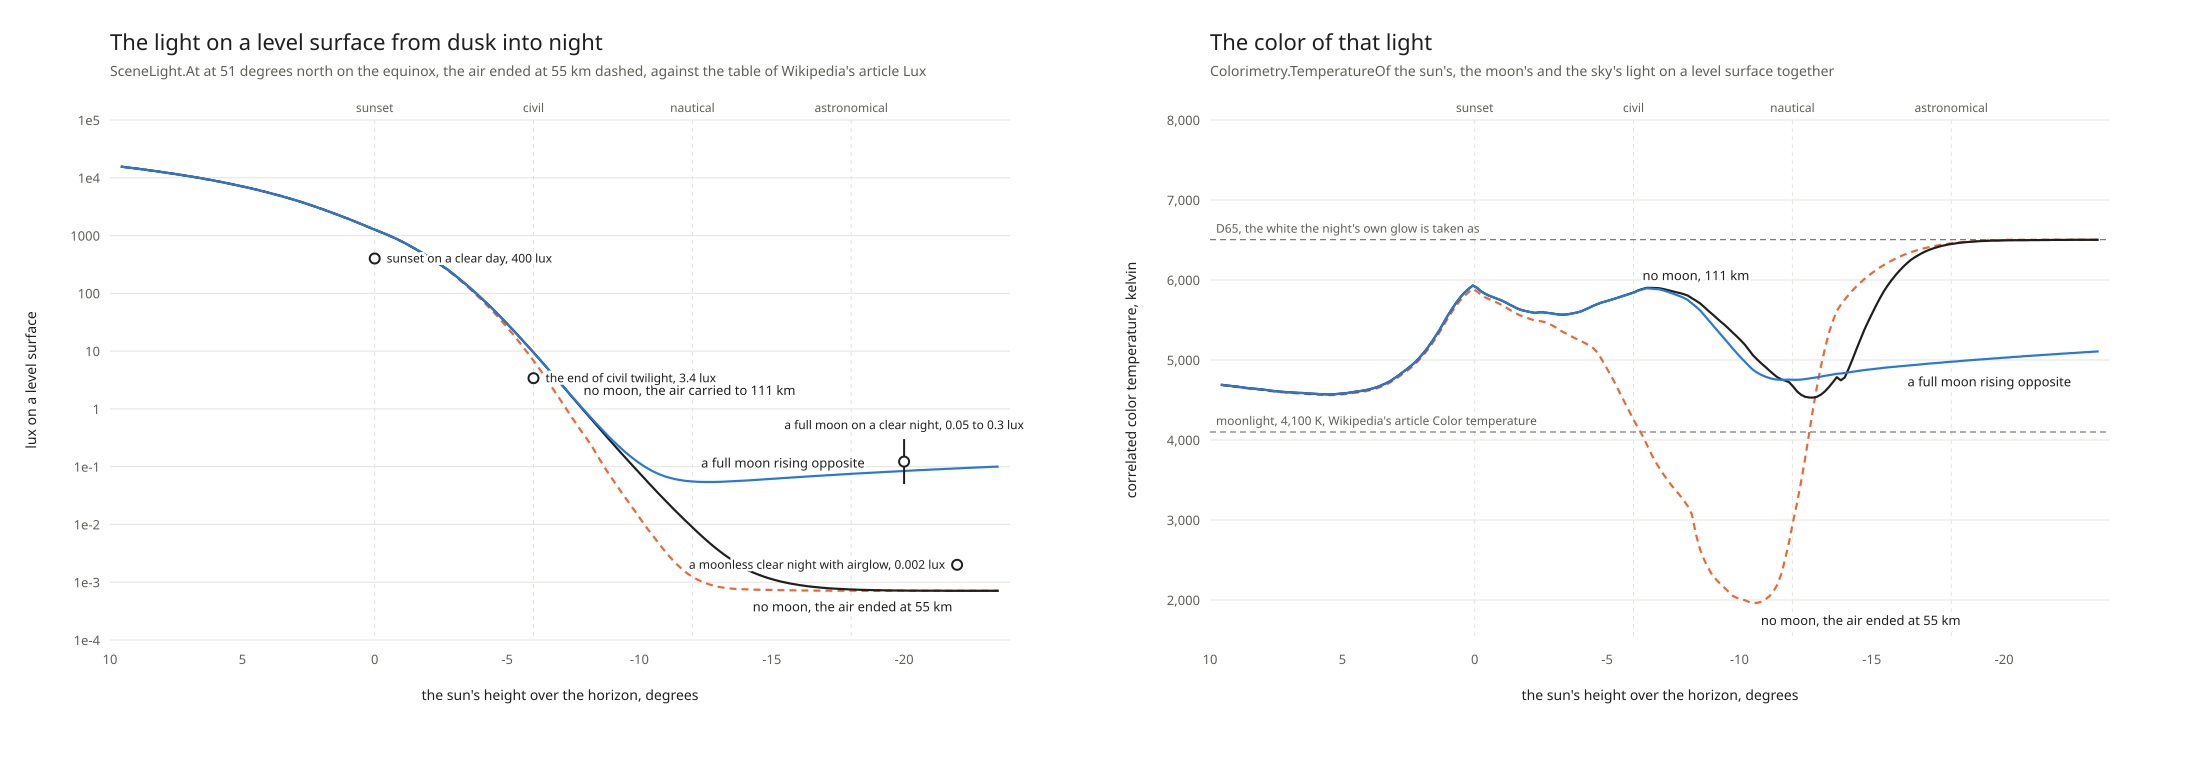 The light on a level surface from dusk into night
SceneLight.At at 51 degrees north on the equinox, the air ended at 55 km dashed, against the table of Wikipedia's article Lux
sunset civil nautical astronomical
1e5
1e4
1000
sunset on a clear day, 400 lux
100
10
the end of civil twilight, 3.4 lux
no moon, the air carried to 111 km
1
a full moon on a clear night, 0.05 to 0.3 lux
a full moon rising opposite
1e-1
1e-2
a moonless clear night with airglow, 0.002 lux
1e-3
no moon, the air ended at 55 km
1e-4
10 5 0 -5 -10 -15 -20
the sun's height over the horizon, degrees
lux on a level surface
The color of that light
Colorimetry.TemperatureOf the sun's, the moon's and the sky's light on a level surface together
sunset civil nautical astronomical
8,000
7,000
D65, the white the night's own glow is taken as
no moon, 111 km
6,000
5,000
a full moon rising opposite
moonlight, 4,100 K, Wikipedia's article Color temperature
4,000
3,000
2,000
no moon, the air ended at 55 km
10 5 0 -5 -10 -15 -20
the sun's height over the horizon, degrees
correlated color temperature, kelvin